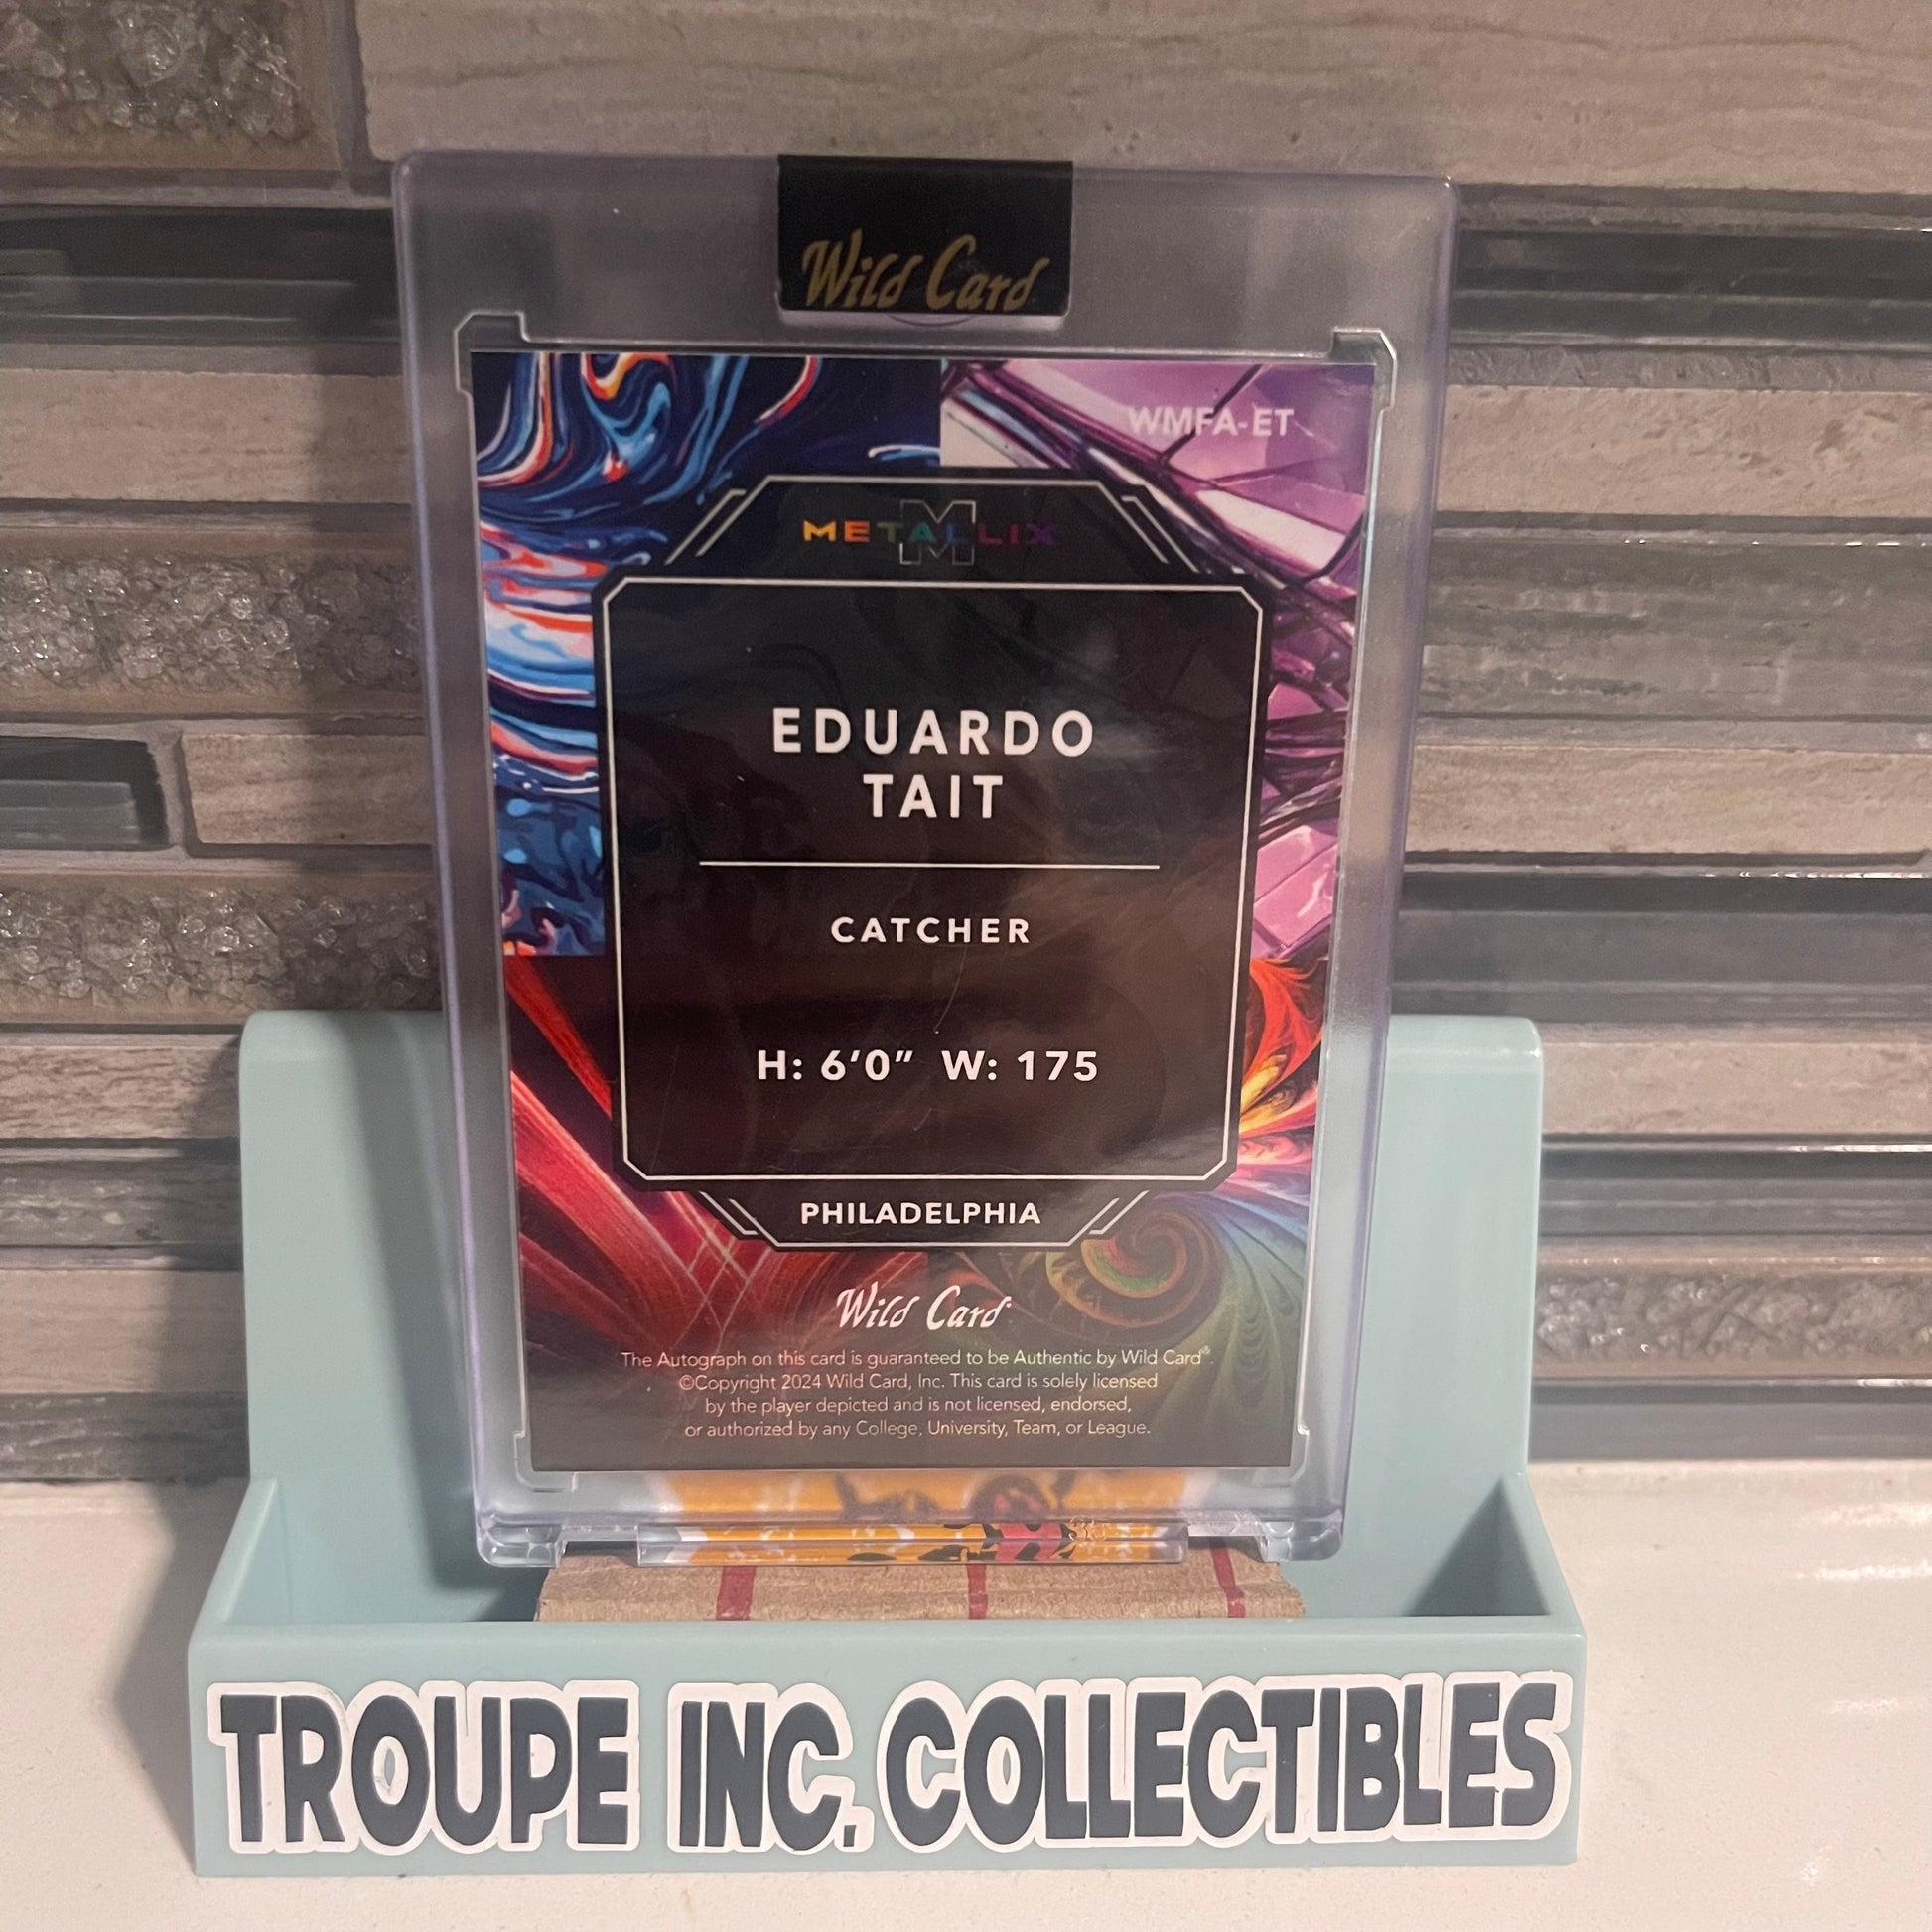 Wild Card
WMFA-ET
METALLIX
M
EDUARDO
TAIT
CATCHER
H: 6'0" W: 175
PHILADELPHIA
Wild Card
The Autograph on this card is guaranteed to be Authentic by Wild Card®.
©Copyright 2024 Wild Card, Inc. This card is solely licensed
by the player depicted and is not licensed, endorsed,
or authorized by any College, University, Team, or League.
TROUPE INC. COLLECTIBLES